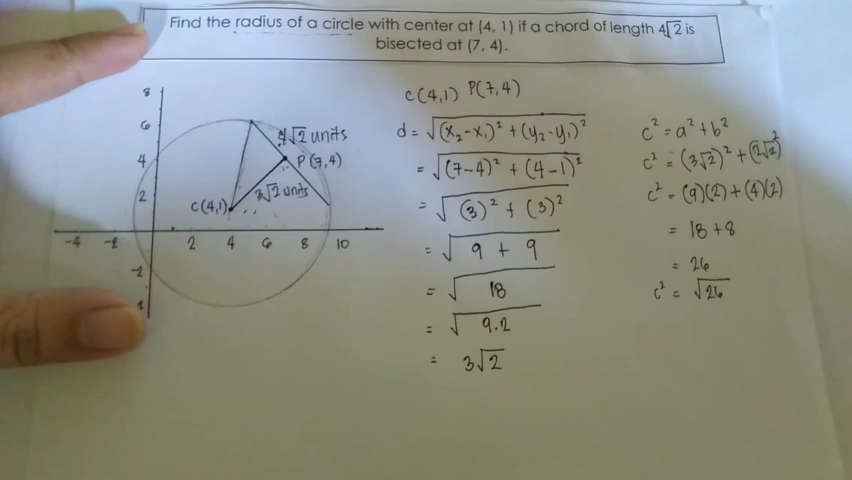 Find the radius of a circle with center at (4, 1) if a chord of length 4√2 is
bisected at (7, 4).
8
6
4
2
-2
-4 -2 2 4 6 8 10
4√2 units
P(7,4)
3√2 units
C(4,1)
C(4,1) P(7,4)
d = √(x₂-x₁)² + (y₂-y₁)²
= √(7-4)² + (4-1)²
= √(3)² + (3)²
= √9 + 9
= √18
= √9.2
= 3√2
c² = a² + b²
c² = (3√2)² + (2√2)²
c² = (9)(2) + (4)(2)
= 18 + 8
= 26
c² = √26